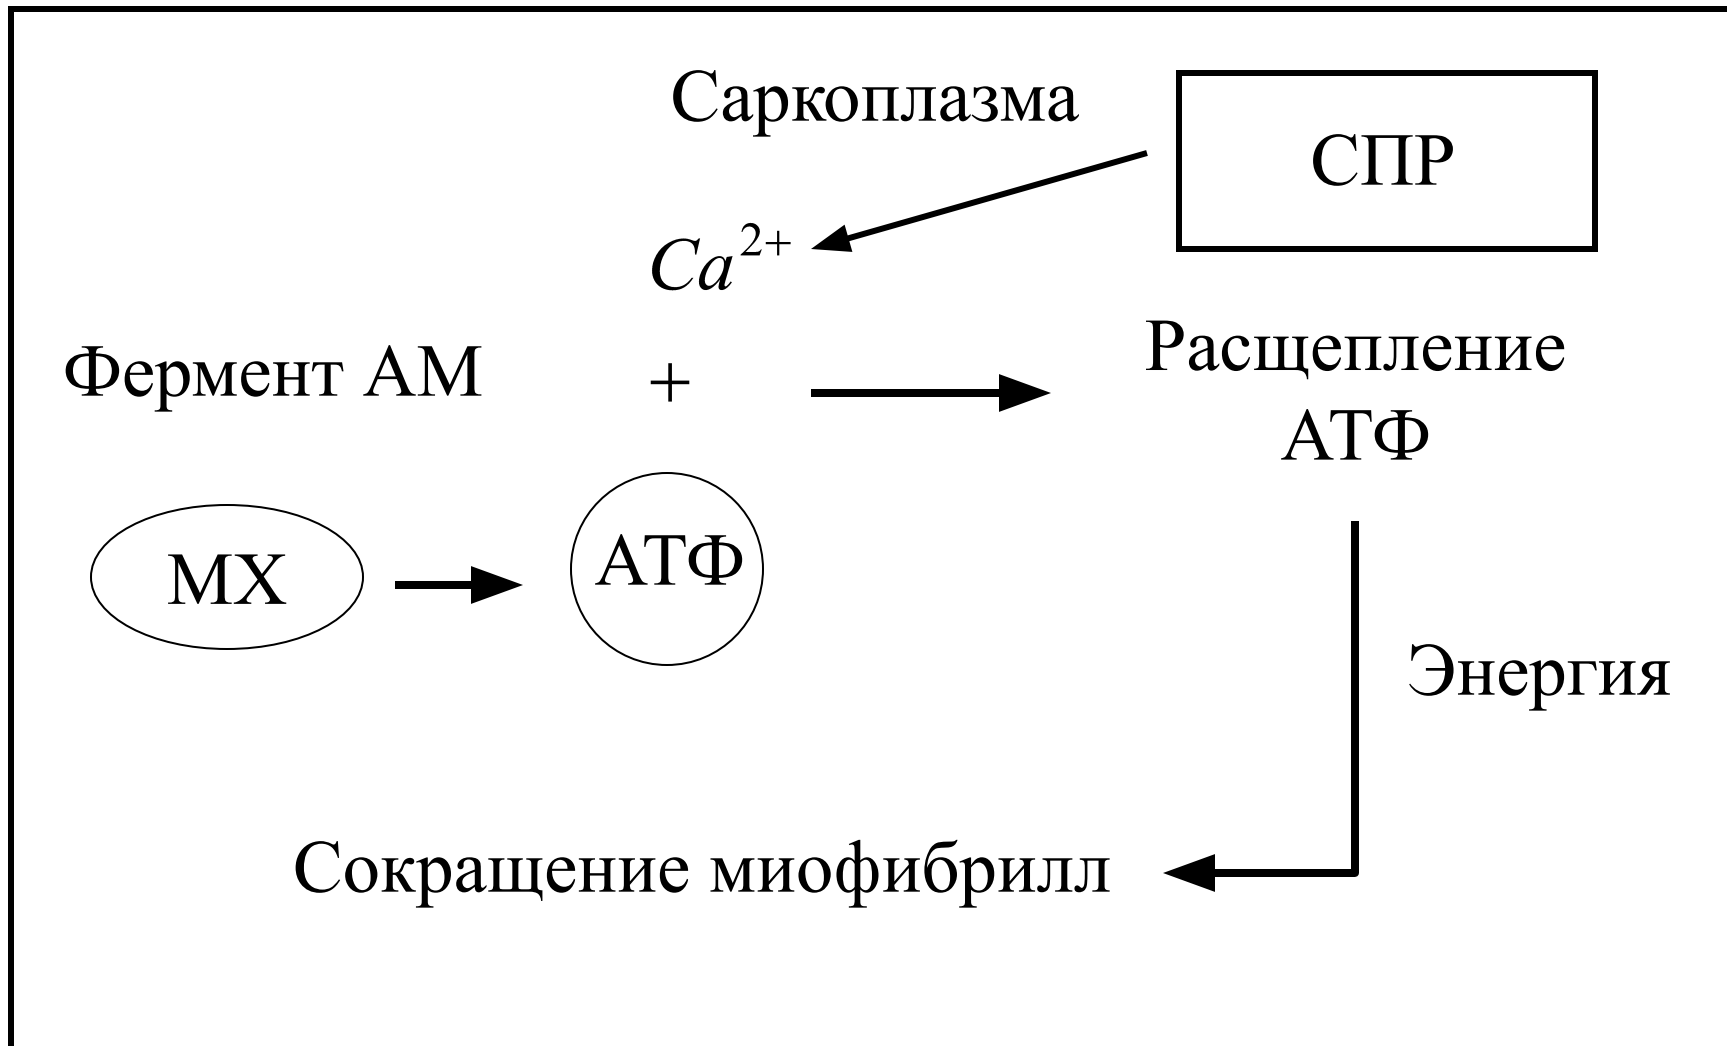 Саркоплазма
СПР
Ca²⁺
Фермент АМ
+
Расщепление
АТФ
МХ
АТФ
Энергия
Сокращение миофибрилл